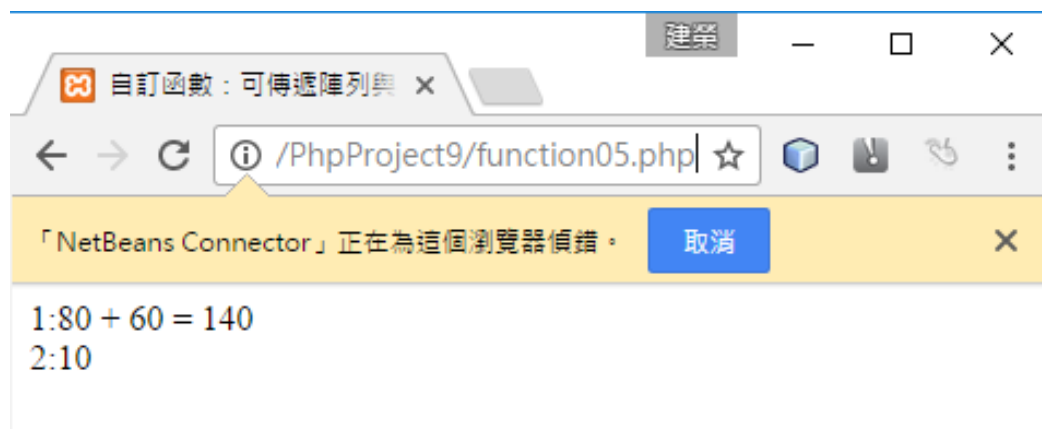 建榮
自訂函數：可傳遞陣列與
/PhpProject9/function05.php
「NetBeans Connector」正在為這個瀏覽器偵錯。 取消
1:80 + 60 = 140
2:10